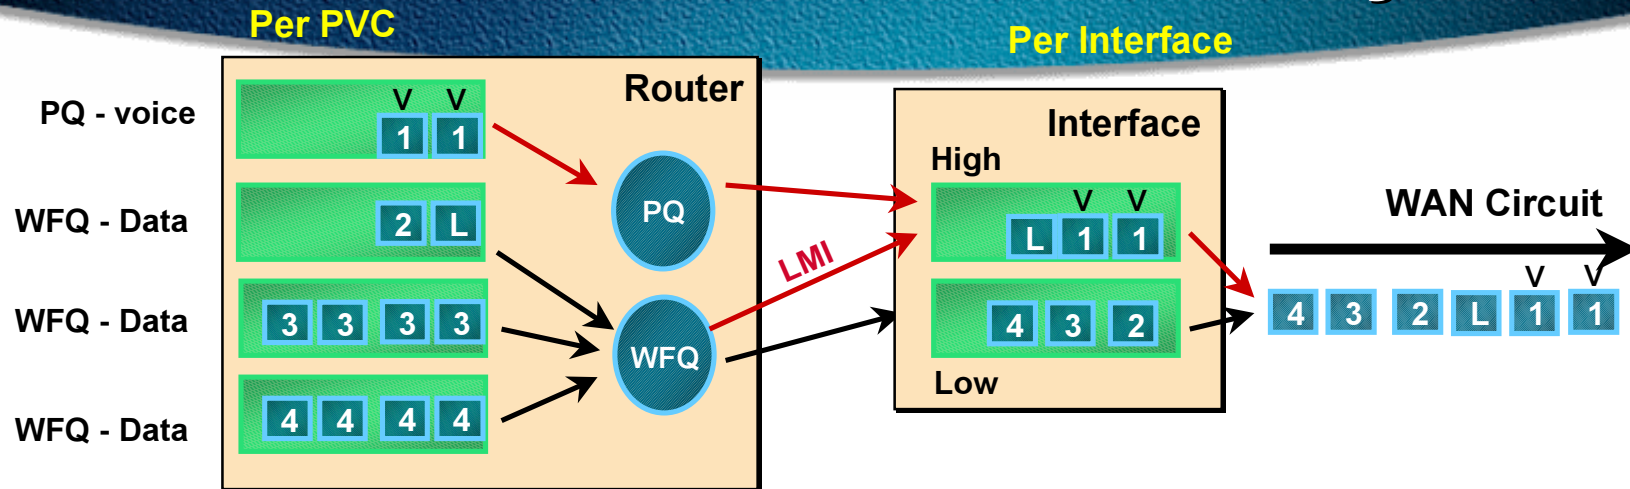 Per PVC
Per Interface
Router
PQ - voice
V V
1 1
PQ
WFQ - Data
2 L
WFQ - Data
3 3 3 3
WFQ
WFQ - Data
4 4 4 4
LMI
Interface
High
V V
L 1 1
4 3 2
Low
WAN Circuit
V V
4 3 2 L 1 1